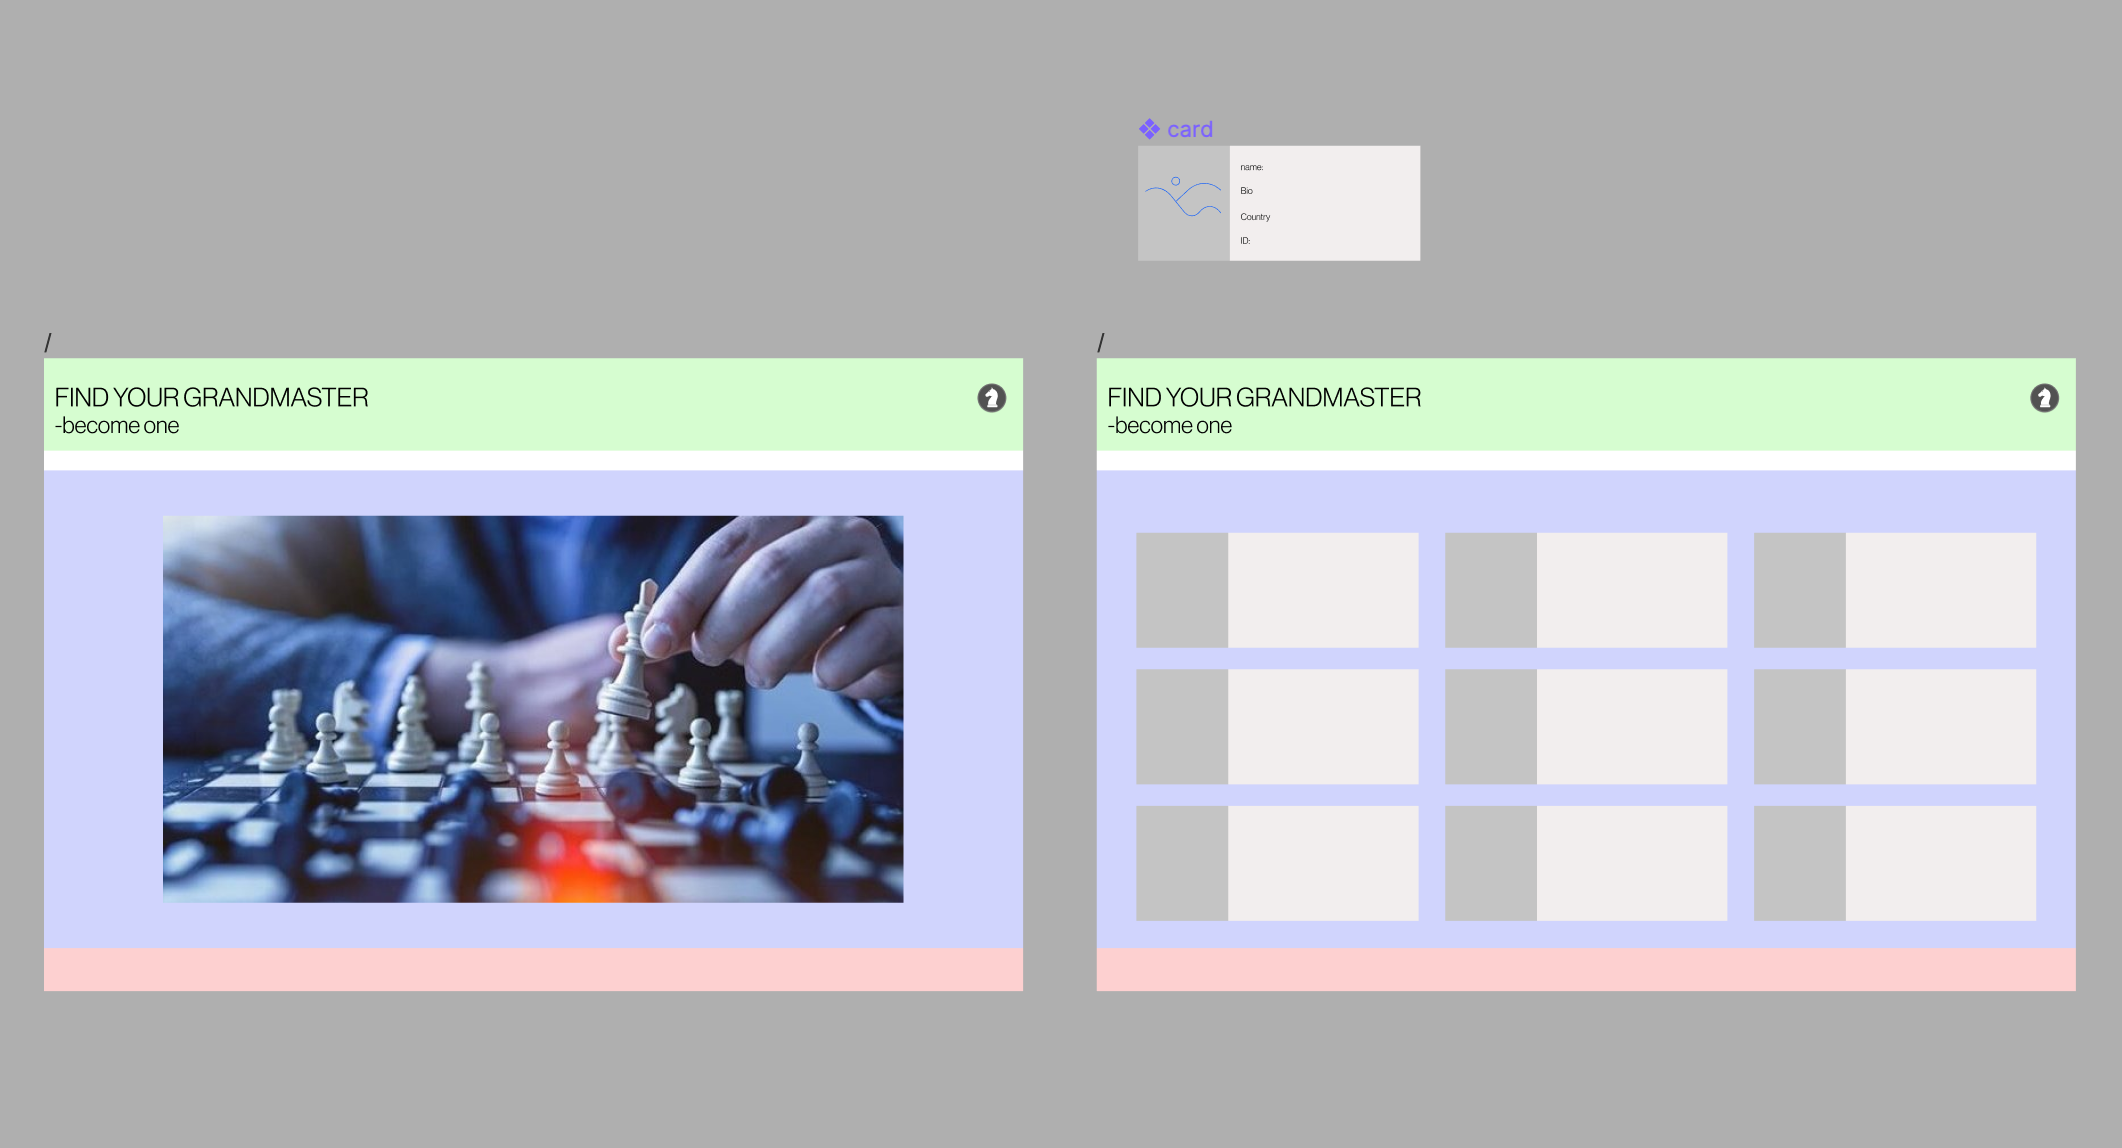 card
name:
Bio
Country
ID:
/
FIND YOUR GRANDMASTER
-become one
/
FIND YOUR GRANDMASTER
-become one